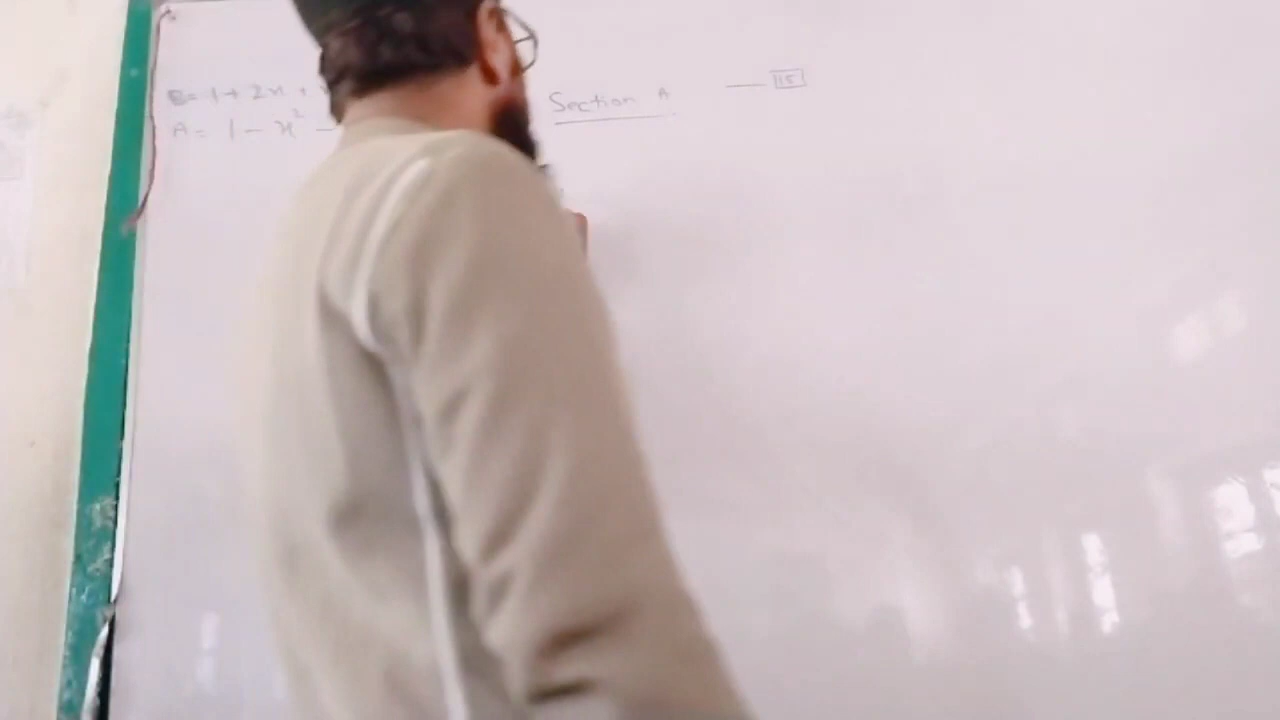 B = 1 + 2x +
A = 1 - x² -
Section A — 15